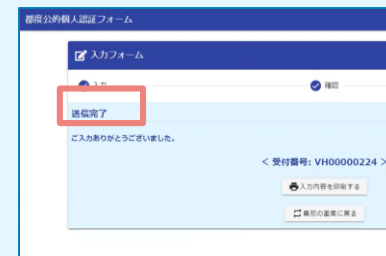 都度公的個人認証フォーム
入力フォーム
入力 確認
送信完了
ご入力ありがとうございました。
< 受付番号: VH00000224 >
入力内容を印刷する
最初の画面に戻る